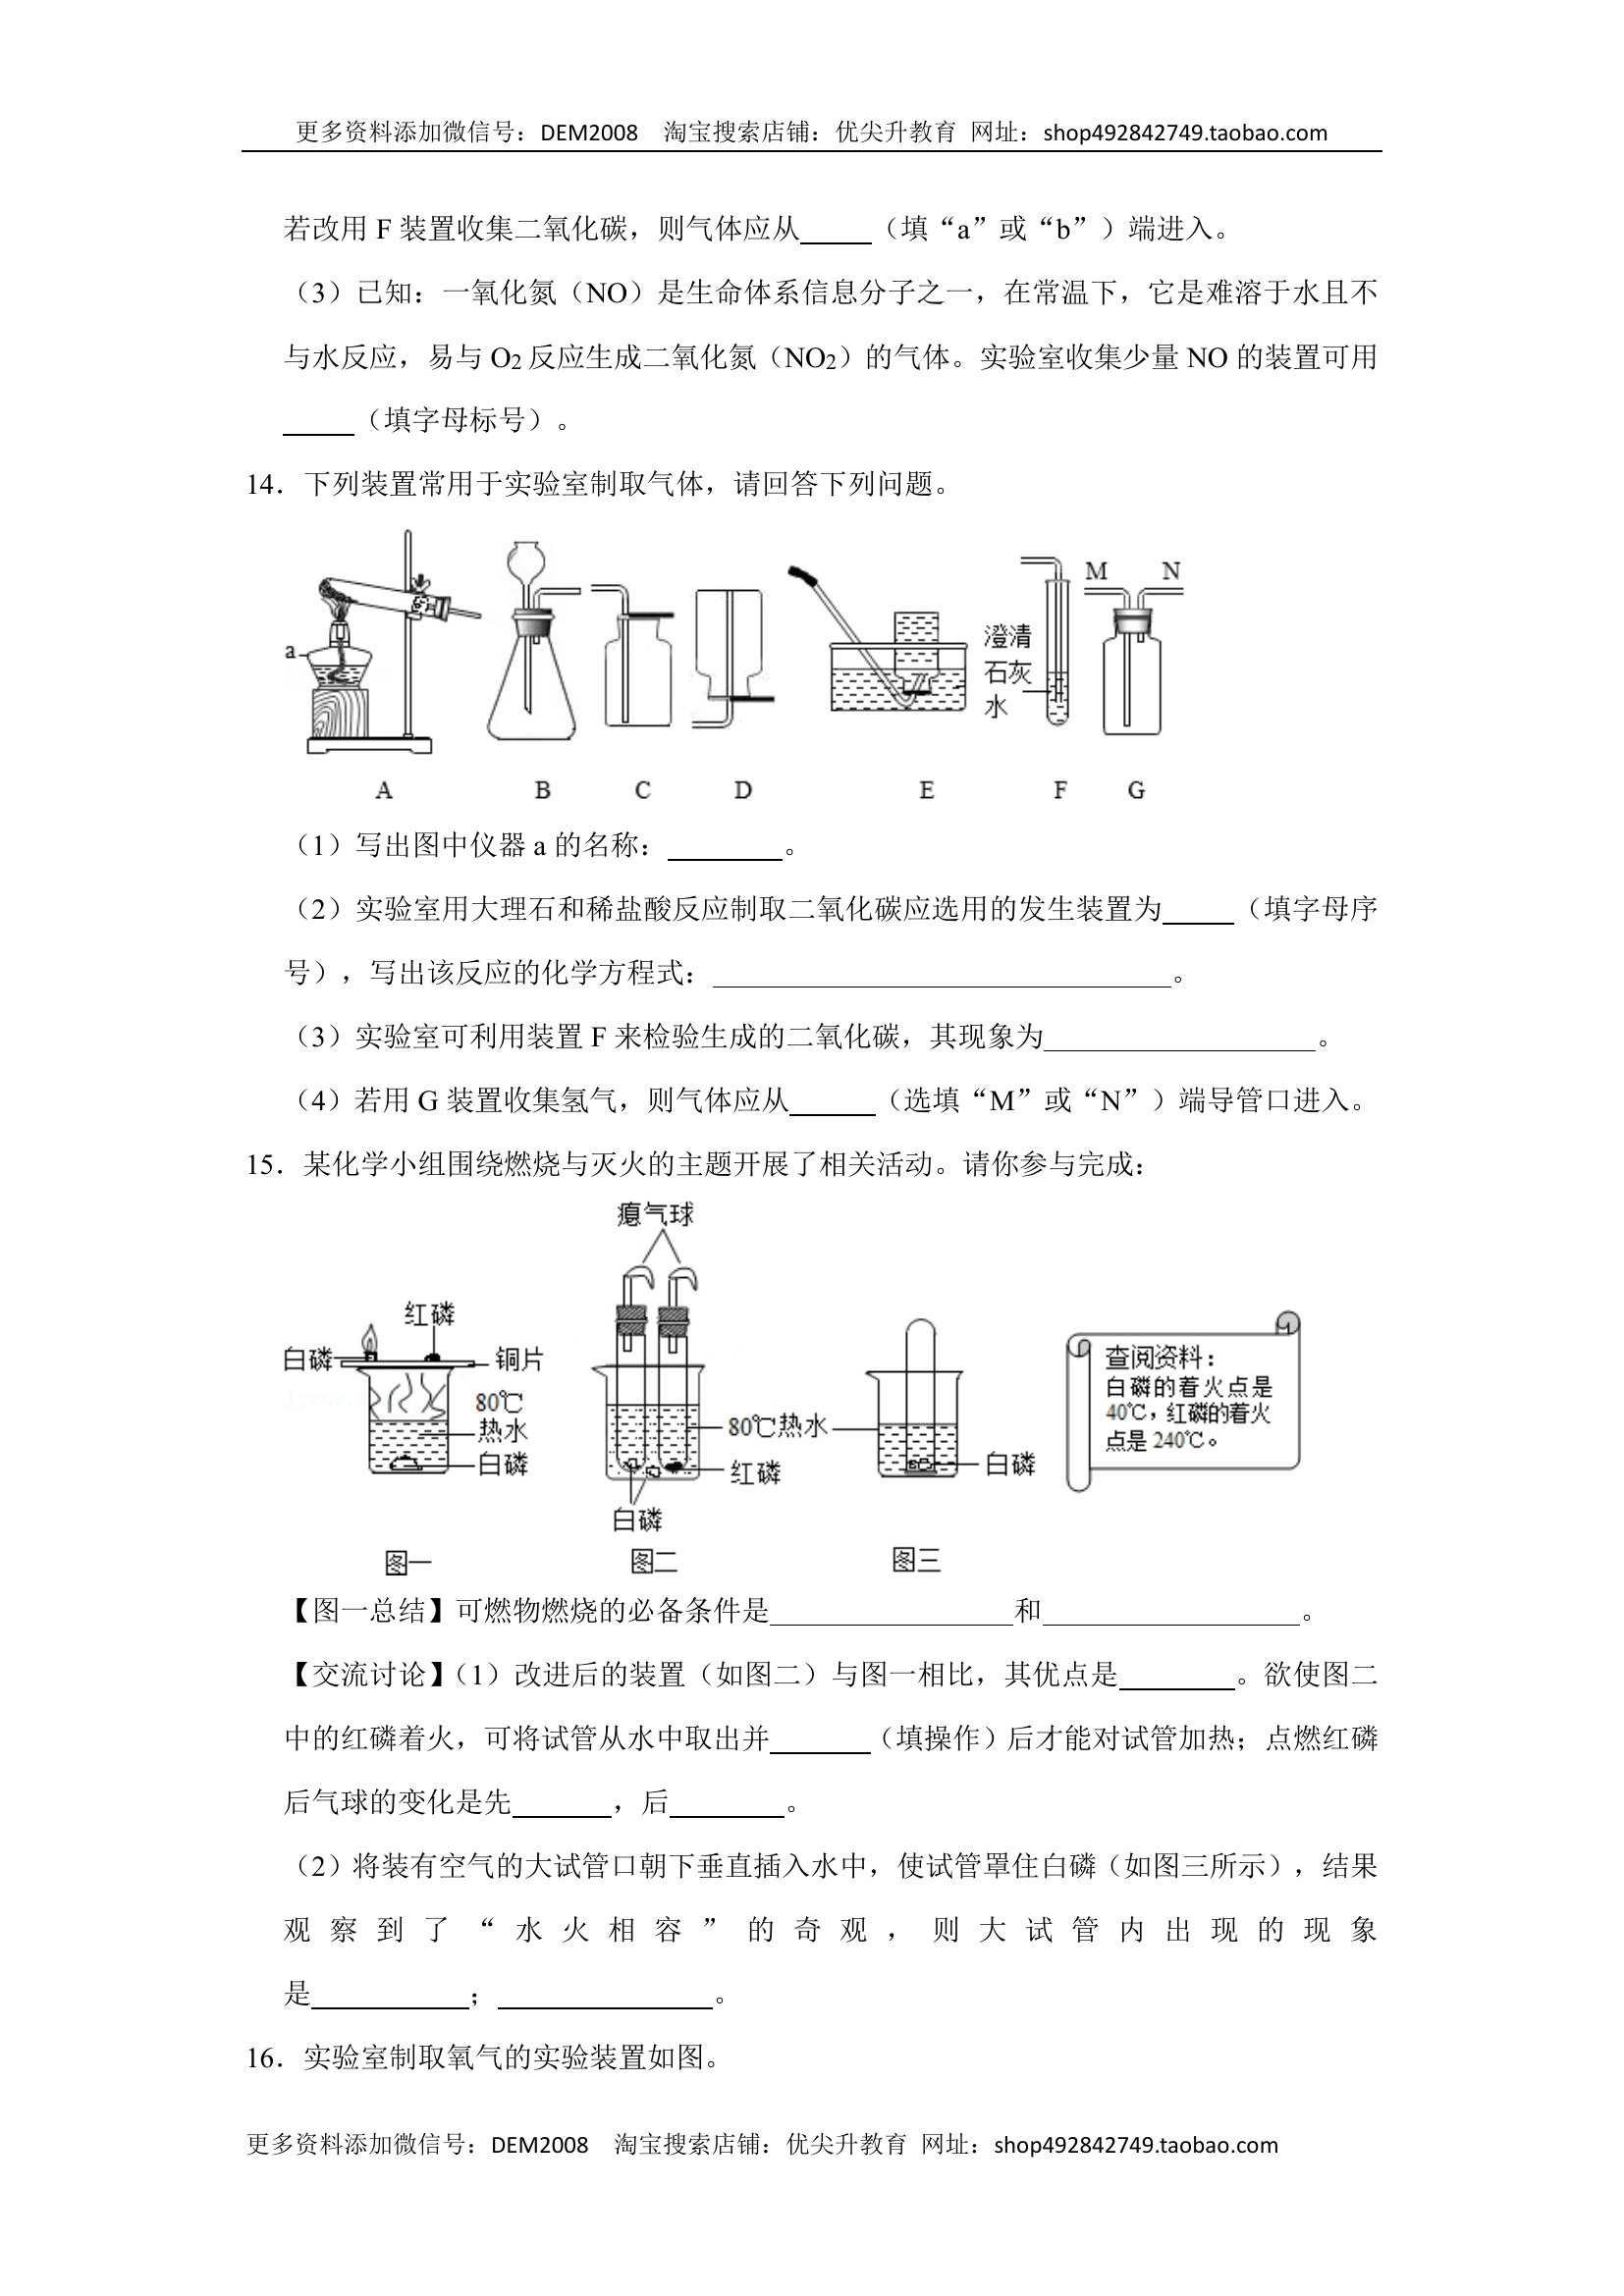 更多资料添加微信号：DEM2008 淘宝搜索店铺：优尖升教育 网址：shop492842749.taobao.com
若改用 F 装置收集二氧化碳，则气体应从_____（填“a”或“b”）端进入。
（3）已知：一氧化氮（NO）是生命体系信息分子之一，在常温下，它是难溶于水且不
与水反应，易与 O2 反应生成二氧化氮（NO2）的气体。实验室收集少量 NO 的装置可用
_____（填字母标号）。
14．下列装置常用于实验室制取气体，请回答下列问题。
a
澄清
石灰
水
M N
A B C D E F G
（1）写出图中仪器 a 的名称：________。
（2）实验室用大理石和稀盐酸反应制取二氧化碳应选用的发生装置为_____（填字母序
号），写出该反应的化学方程式：________________________________。
（3）实验室可利用装置 F 来检验生成的二氧化碳，其现象为___________________。
（4）若用 G 装置收集氢气，则气体应从______（选填“M”或“N”）端导管口进入。
15．某化学小组围绕燃烧与灭火的主题开展了相关活动。请你参与完成：
瘪气球
红磷
白磷
铜片
80℃
热水
白磷
80℃热水
红磷
白磷
白磷
查阅资料：
白磷的着火点是
40℃，红磷的着火
点是 240℃。
图一 图二 图三
【图一总结】可燃物燃烧的必备条件是_________________和__________________。
【交流讨论】（1）改进后的装置（如图二）与图一相比，其优点是________。欲使图二
中的红磷着火，可将试管从水中取出并_______（填操作）后才能对试管加热；点燃红磷
后气球的变化是先_______，后________。
（2）将装有空气的大试管口朝下垂直插入水中，使试管罩住白磷（如图三所示），结果
观察到了“水火相容”的奇观，则大试管内出现的现象
是___________；_______________。
16．实验室制取氧气的实验装置如图。
更多资料添加微信号：DEM2008 淘宝搜索店铺：优尖升教育 网址：shop492842749.taobao.com